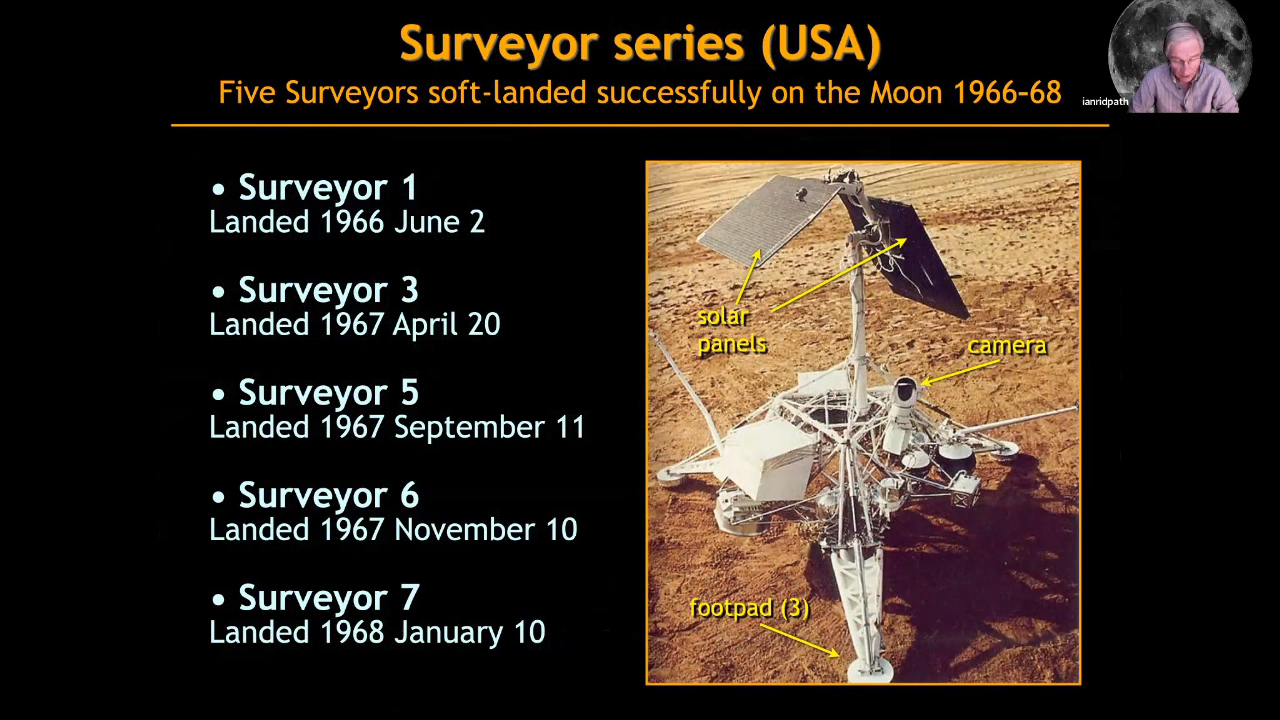 Surveyor series (USA)
Five Surveyors soft-landed successfully on the Moon 1966–68
ianridpath
• Surveyor 1
Landed 1966 June 2
• Surveyor 3
Landed 1967 April 20
• Surveyor 5
Landed 1967 September 11
• Surveyor 6
Landed 1967 November 10
• Surveyor 7
Landed 1968 January 10
solar
panels
camera
footpad (3)